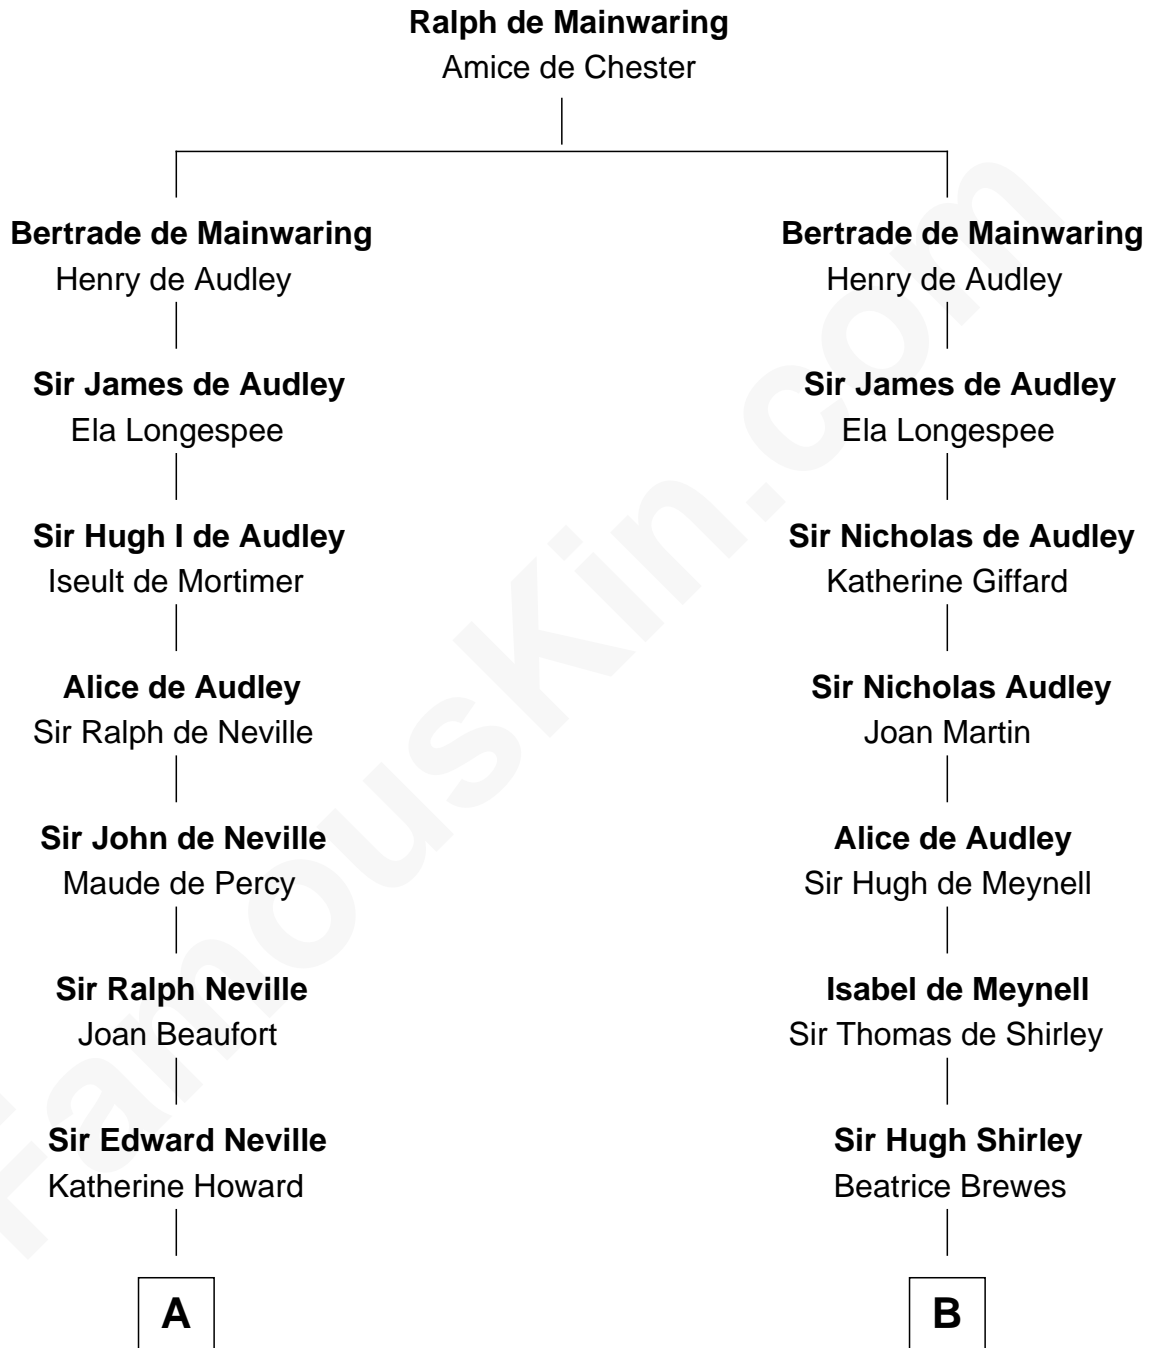 Ralph de Mainwaring
Amice de Chester
Bertrade de Mainwaring
Henry de Audley
Bertrade de Mainwaring
Henry de Audley
Sir James de Audley
Ela Longespee
Sir James de Audley
Ela Longespee
Sir Hugh I de Audley
Iseult de Mortimer
Sir Nicholas de Audley
Katherine Giffard
Alice de Audley
Sir Ralph de Neville
Sir Nicholas Audley
Joan Martin
Sir John de Neville
Maude de Percy
Alice de Audley
Sir Hugh de Meynell
Sir Ralph Neville
Joan Beaufort
Isabel de Meynell
Sir Thomas de Shirley
Sir Edward Neville
Katherine Howard
Sir Hugh Shirley
Beatrice Brewes
A
B
FamousKin.com